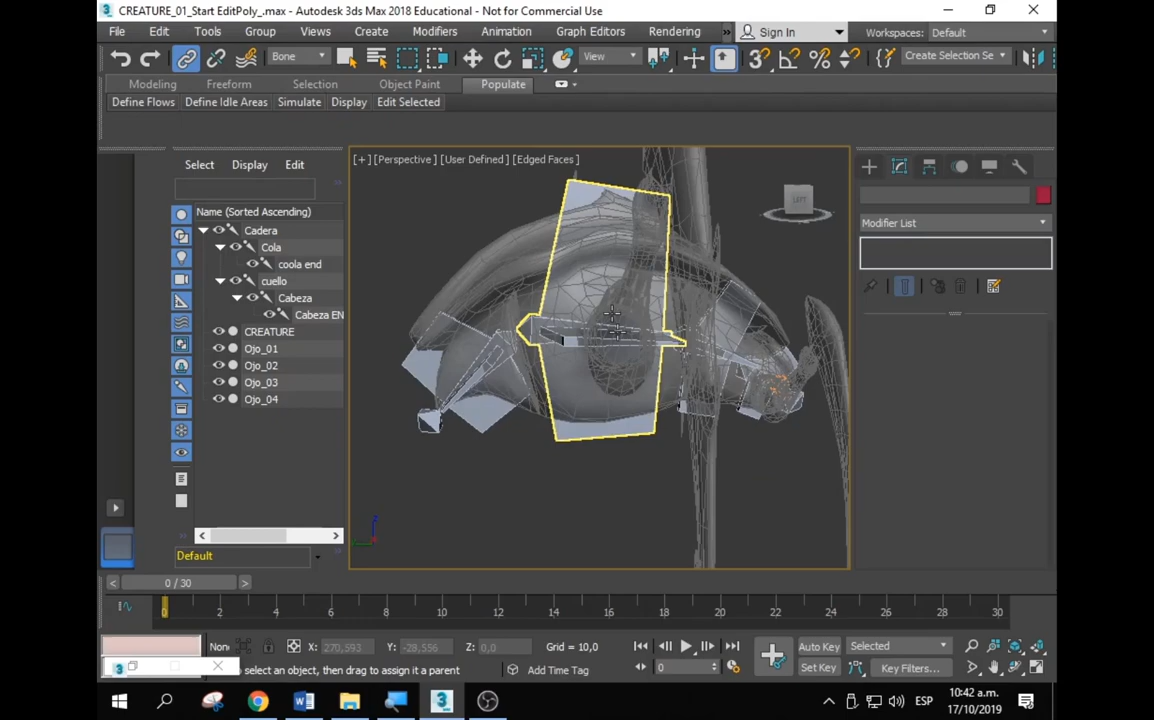 CREATURE_01_Start EditPoly_.max - Autodesk 3ds Max 2018 Educational - Not for Commercial Use
File Edit Tools Group Views Create Modifiers Animation Graph Editors Rendering » Sign In Workspaces: Default
Bone View Create Selection Se
Modeling Freeform Selection Object Paint Populate
Define Flows Define Idle Areas Simulate Display Edit Selected
Select Display Edit
[+] [Perspective] [User Defined] [Edged Faces]
LEFT
Modifier List
Name (Sorted Ascending)
Cadera
Cola
coola end
cuello
Cabeza
Cabeza EN
CREATURE
Ojo_01
Ojo_02
Ojo_03
Ojo_04
Default
0 / 30
0 2 4 6 8 10 12 14 16 18 20 22 24 26 28 30
Non X: 270,593 Y: -28,556 Z: 0,0 Grid = 10,0 Auto Key Selected
o select an object, then drag to assign it a parent Add Time Tag 0 Set Key Key Filters...
ESP
10:42 a.m.
17/10/2019